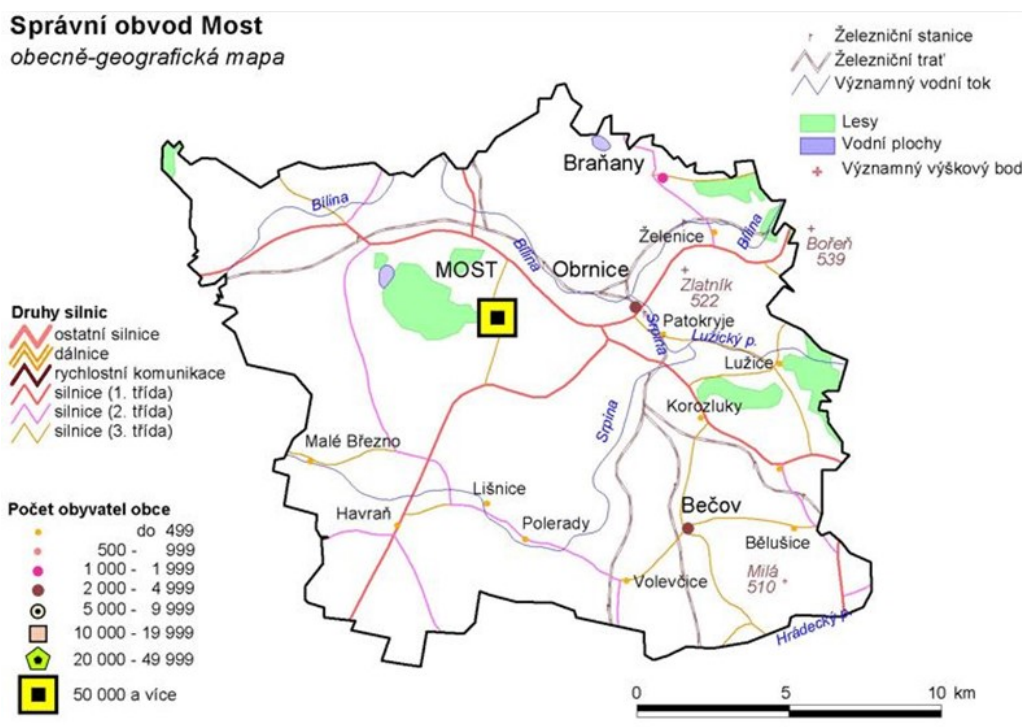 Správní obvod Most
obecně-geografická mapa
Železniční stanice
Železniční trať
Významný vodní tok
Lesy
Vodní plochy
Významný výškový bod
Braňany
Bílina
Želenice
Bílina
Bořeň
539
Bílina
MOST
Obrnice
Zlatník
522
Patokryje
Srpina
Lužický p.
Lužice
Korozluky
Srpina
Malé Březno
Lišnice
Havraň
Polerady
Bečov
Bělušice
Milá
510
Volevčice
Hrádecký p.
Druhy silnic
ostatní silnice
dálnice
rychlostní komunikace
silnice (1. třída)
silnice (2. třída)
silnice (3. třída)
Počet obyvatel obce
do 499
500 - 999
1 000 - 1 999
2 000 - 4 999
5 000 - 9 999
10 000 - 19 999
20 000 - 49 999
50 000 a více
0 5 10 km